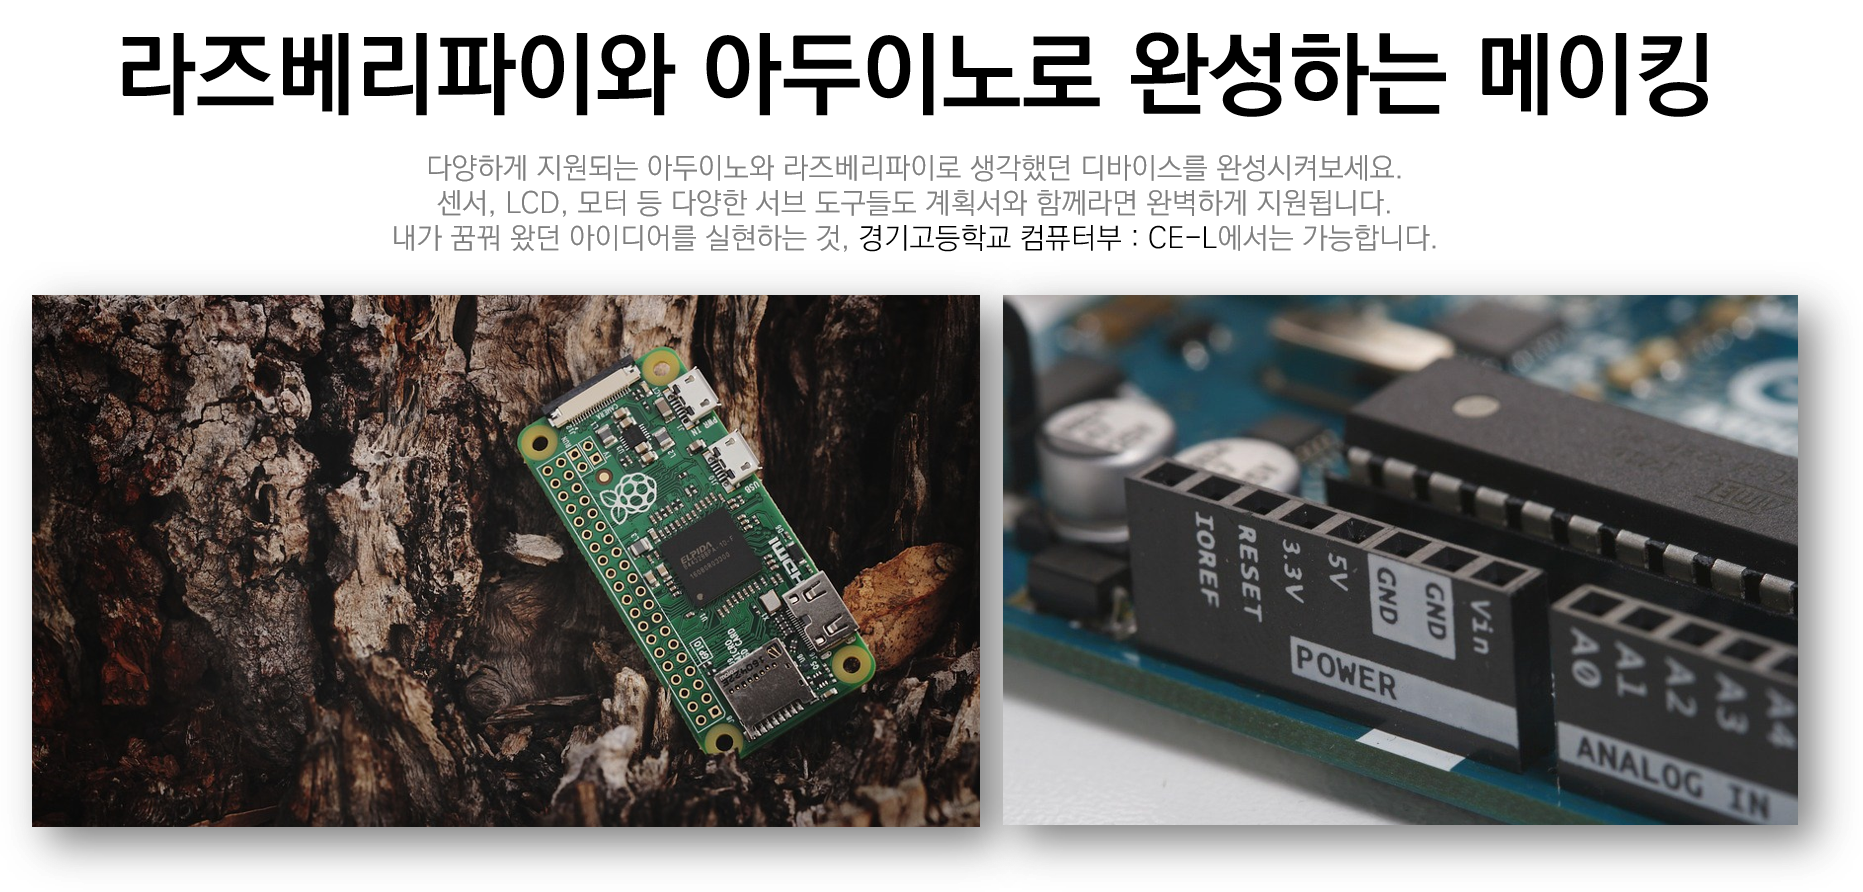 라즈베리파이와 아두이노로 완성하는 메이킹
다양하게 지원되는 아두이노와 라즈베리파이로 생각했던 디바이스를 완성시켜보세요.
센서, LCD, 모터 등 다양한 서브 도구들도 계획서와 함께라면 완벽하게 지원됩니다.
내가 꿈꿔 왔던 아이디어를 실현하는 것, 경기고등학교 컴퓨터부 : CE-L에서는 가능합니다.
CAMERA
USB
HDMI
ELPIDA
GPIO
MICRO
CARD
IOREF
RESET
3.3V
5V
GND
GND
Vin
POWER
A0
A1
A2
A3
A4
ANALOG IN